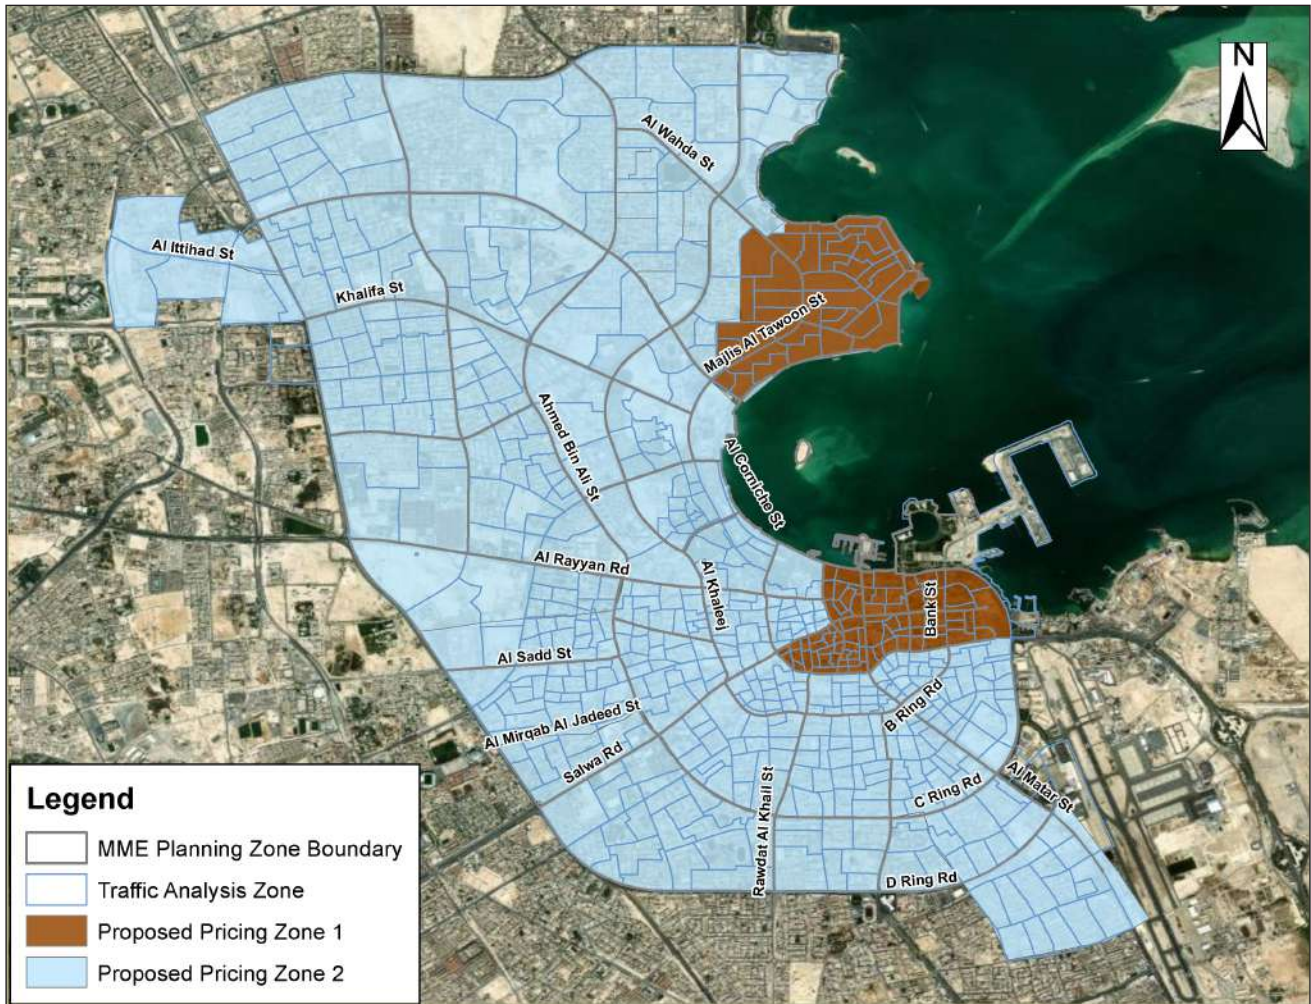 N
Al Wahda St
Al Ittihad St
Khalifa St
Majlis Al Tawoon St
Ahmed Bin Ali St
Al Corniche St
Al Rayyan Rd
Al Khaleej
Bank St
Al Sadd St
B Ring Rd
Al Mirqab Al Jadeed St
Salwa Rd
Al Matar St
C Ring Rd
Rawdat Al Khail St
D Ring Rd
Legend
MME Planning Zone Boundary
Traffic Analysis Zone
Proposed Pricing Zone 1
Proposed Pricing Zone 2